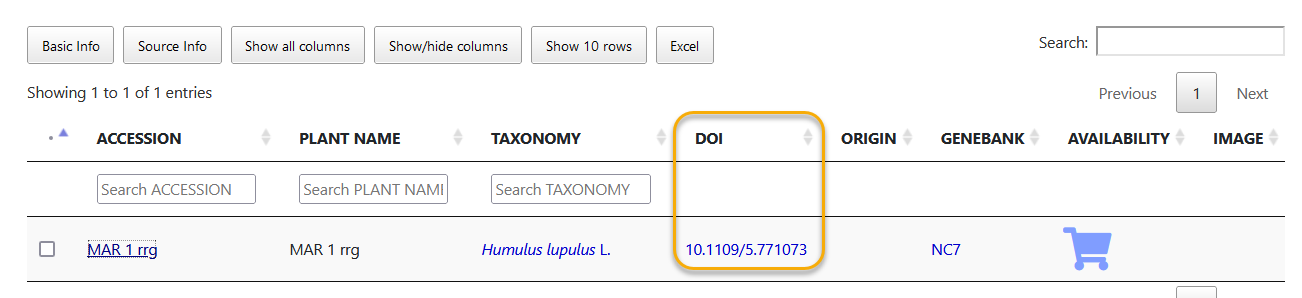 Basic Info Source Info Show all columns Show/hide columns Show 10 rows Excel Search:
Showing 1 to 1 of 1 entries Previous 1 Next
ACCESSION PLANT NAME TAXONOMY DOI ORIGIN GENEBANK AVAILABILITY IMAGE
Search ACCESSION Search PLANT NAMI Search TAXONOMY
MAR 1 rrg MAR 1 rrg Humulus lupulus L. 10.1109/5.771073 NC7